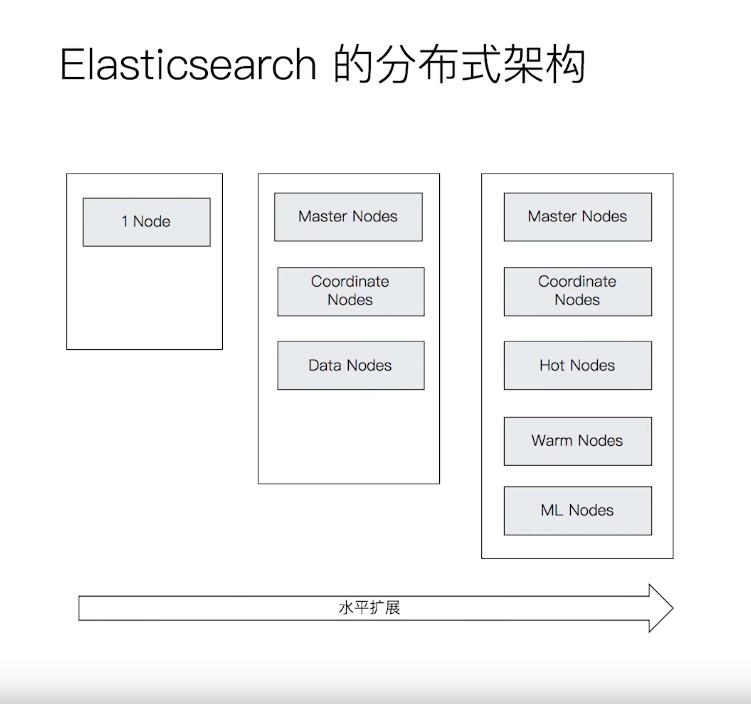 Elasticsearch 的分布式架构
1 Node
Master Nodes
Coordinate
Nodes
Data Nodes
Master Nodes
Coordinate
Nodes
Hot Nodes
Warm Nodes
ML Nodes
水平扩展